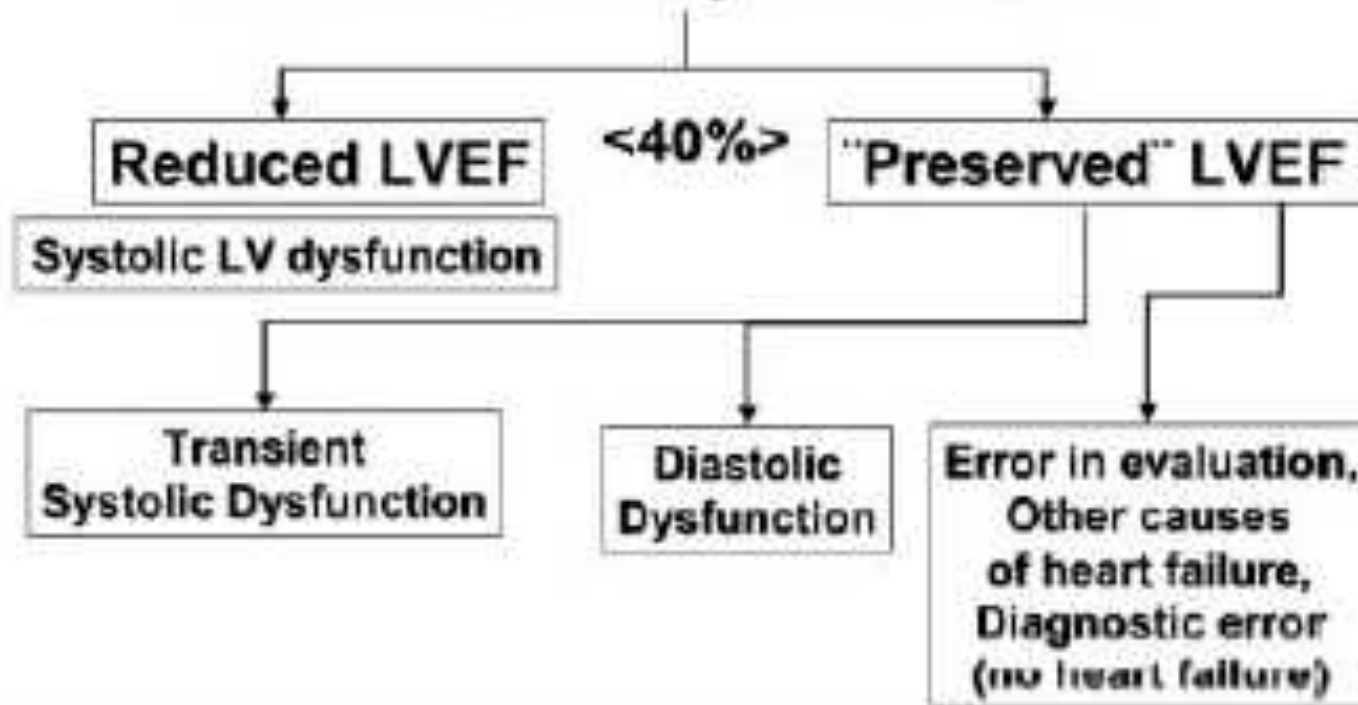 Reduced LVEF
<40%>
¨Preserved¨ LVEF
Systolic LV dysfunction
Transient
Systolic Dysfunction
Diastolic
Dysfunction
Error in evaluation,
Other causes
of heart failure,
Diagnostic error
(no heart failure)